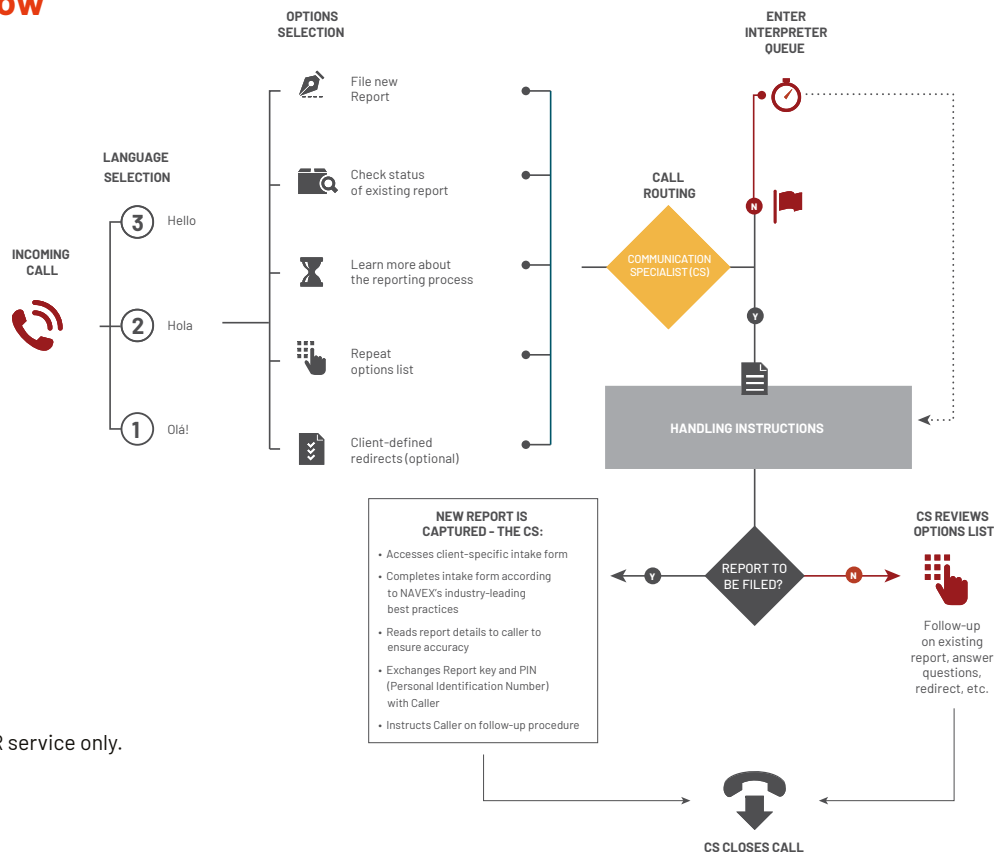 OPTIONS
SELECTION
ENTER
INTERPRETER
QUEUE
File new
Report
LANGUAGE
SELECTION
Check status
of existing report
CALL
ROUTING
N
3
Hello
INCOMING
CALL
COMMUNICATION
SPECIALIST (CS)
Learn more about
the reporting process
2
Hola
Y
Repeat
options list
1
Olá!
HANDLING INSTRUCTIONS
Client-defined
redirects (optional)
NEW REPORT IS
CAPTURED - THE CS:
• Accesses client-specific intake form
• Completes intake form according
to NAVEX's industry-leading
best practices
• Reads report details to caller to
ensure accuracy
• Exchanges Report key and PIN
(Personal Identification Number)
with Caller
• Instructs Caller on follow-up procedure
Y
REPORT TO
BE FILED?
N
CS REVIEWS
OPTIONS LIST
Follow-up
on existing
report, answer
questions,
redirect, etc.
service only.
CS CLOSES CALL